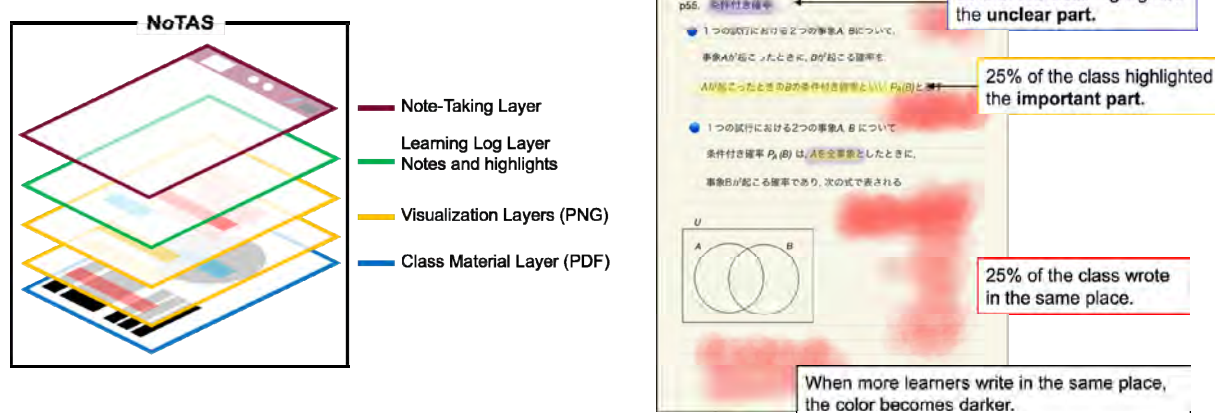 NoTAS
Note-Taking Layer
Learning Log Layer
Notes and highlights
Visualization Layers (PNG)
Class Material Layer (PDF)
p55. 条件付き確率
the unclear part.
1つの試行における2つの事象A, Bについて,
事象Aが起こったときに, Bが起こる確率を
Aが起こったときのBの条件付き確率といい PA(B)と
25% of the class highlighted
the important part.
1つの試行における2つの事象A, B について
条件付き確率 PA (B) は, Aを全事象としたときに,
事象Bが起こる確率であり, 次の式で表される
U
A
B
25% of the class wrote
in the same place.
When more learners write in the same place,
the color becomes darker.